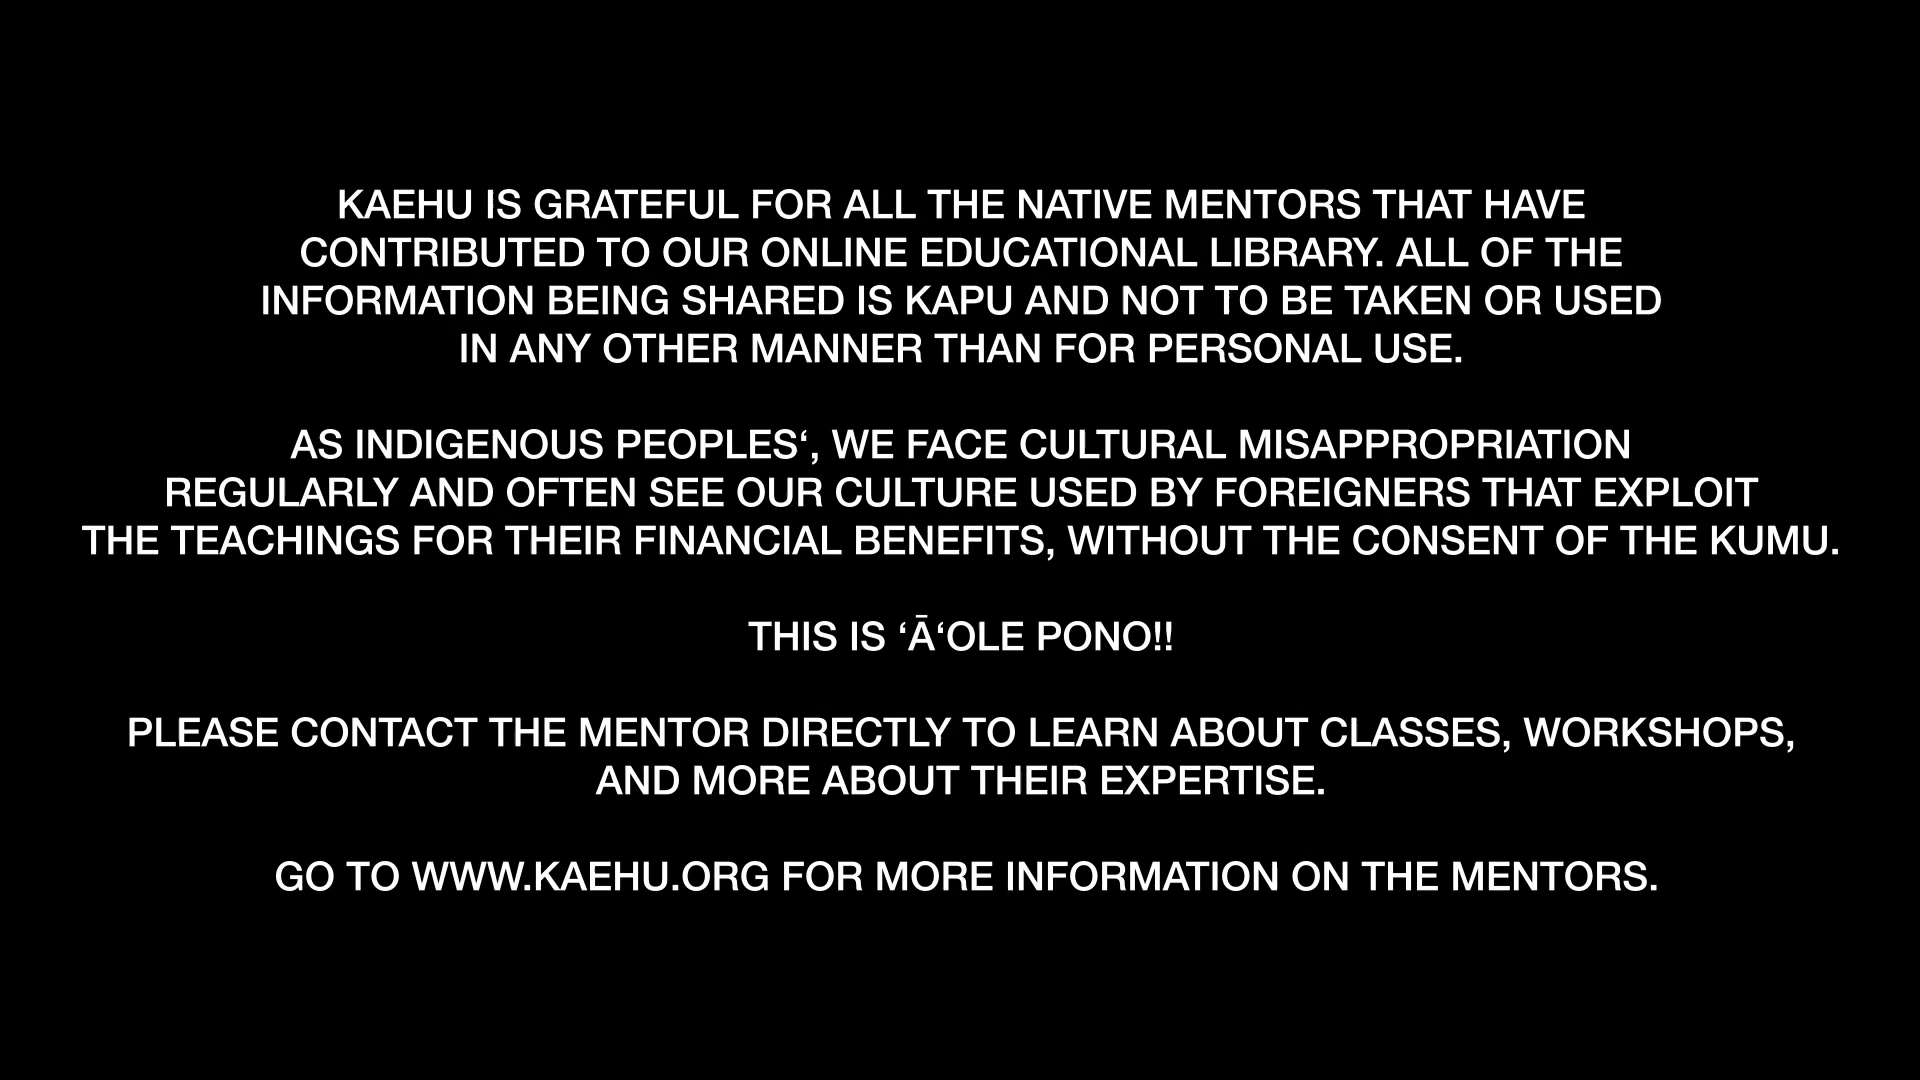 KAEHU IS GRATEFUL FOR ALL THE NATIVE MENTORS THAT HAVE
CONTRIBUTED TO OUR ONLINE EDUCATIONAL LIBRARY. ALL OF THE
INFORMATION BEING SHARED IS KAPU AND NOT TO BE TAKEN OR USED
IN ANY OTHER MANNER THAN FOR PERSONAL USE.
AS INDIGENOUS PEOPLES‘, WE FACE CULTURAL MISAPPROPRIATION
REGULARLY AND OFTEN SEE OUR CULTURE USED BY FOREIGNERS THAT EXPLOIT
THE TEACHINGS FOR THEIR FINANCIAL BENEFITS, WITHOUT THE CONSENT OF THE KUMU.
THIS IS ‘Ā‘OLE PONO!!
PLEASE CONTACT THE MENTOR DIRECTLY TO LEARN ABOUT CLASSES, WORKSHOPS,
AND MORE ABOUT THEIR EXPERTISE.
GO TO WWW.KAEHU.ORG FOR MORE INFORMATION ON THE MENTORS.